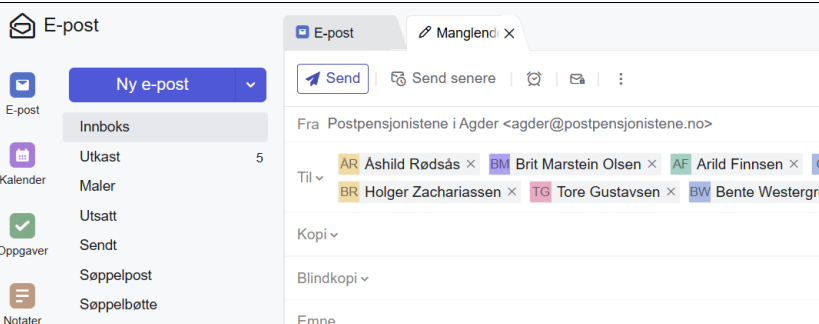 E-post
E-post
Manglend
Send
Send senere
Ny e-post
E-post
Fra Postpensjonistene i Agder <agder@postpensjonistene.no>
Innboks
Utkast 5
Til ÅR Åshild Rødsås × BM Brit Marstein Olsen × AF Arild Finnsen ×
Kalender
Maler
BR Holger Zachariassen × TG Tore Gustavsen × BW Bente Westergr
Utsatt
Kopi
Oppgaver
Sendt
Søppelpost
Blindkopi
Søppelbøtte
Notater
Emne